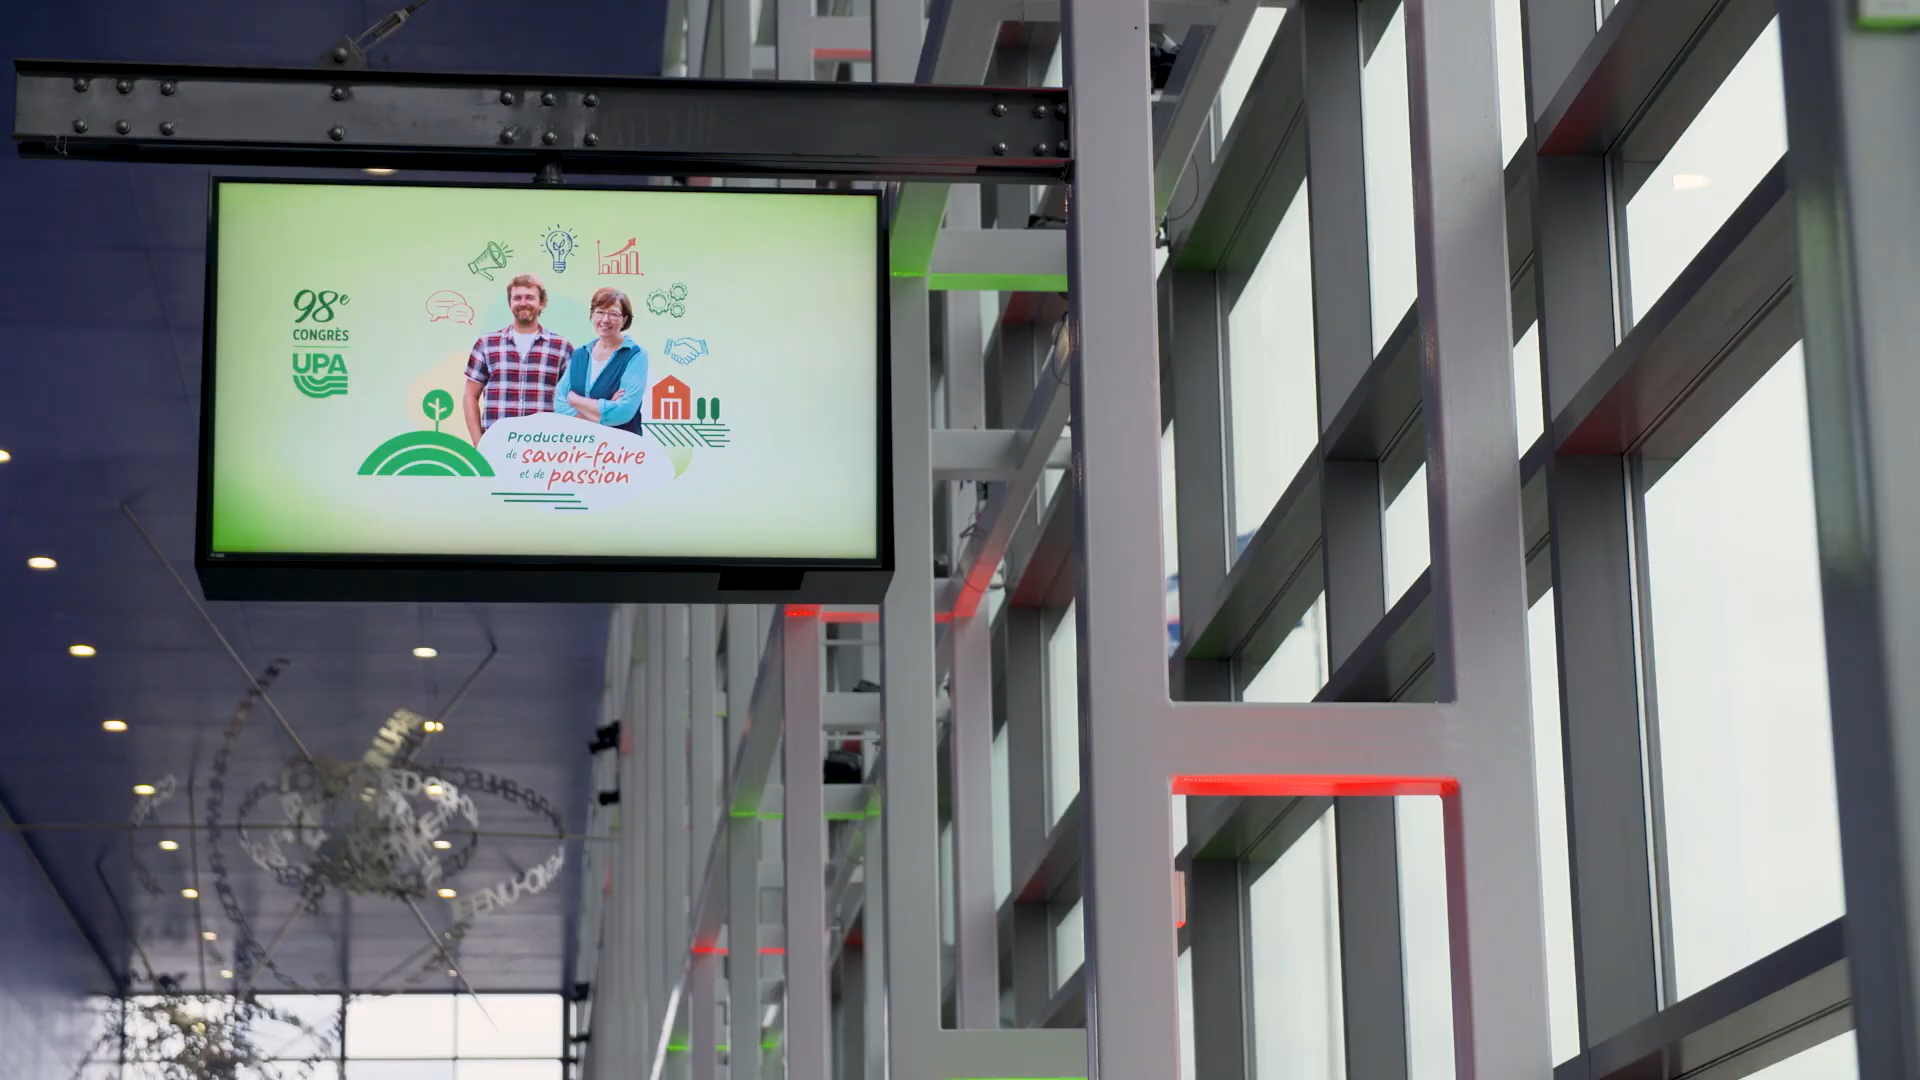 98e
CONGRÈS
UPA
Producteurs
de savoir-faire
et de passion